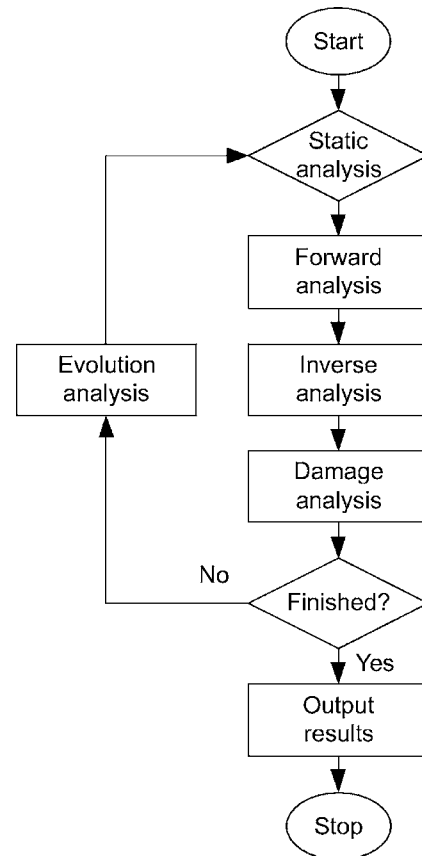 Start
Static
analysis
Forward
analysis
Evolution
analysis
Inverse
analysis
Damage
analysis
No
Finished?
Yes
Output
results
Stop